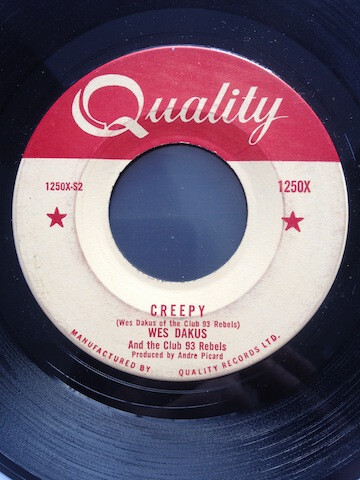 Quality
1250X-S2
1250X
CREEPY
(Wes Dakus of the Club 93 Rebels)
WES DAKUS
And the Club 93 Rebels
Produced by Andre Picard
MANUFACTURED BY QUALITY RECORDS LTD.